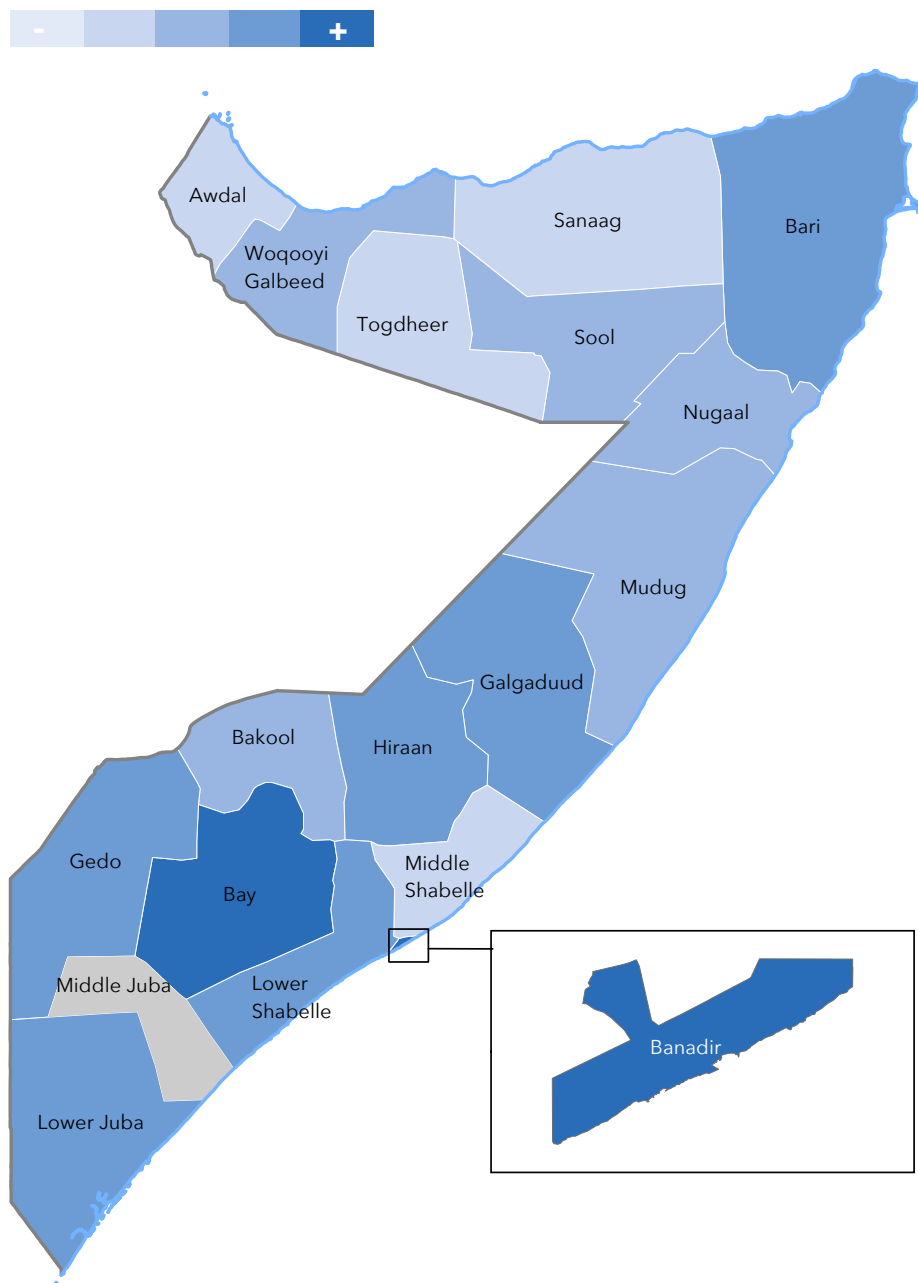 - +
Awdal
Sanaag
Bari
Woqooyi
Galbeed
Togdheer
Sool
Nugaal
Mudug
Galgaduud
Bakool
Hiraan
Gedo
Middle
Shabelle
Bay
Middle Juba
Lower
Shabelle
Banadir
Lower Juba